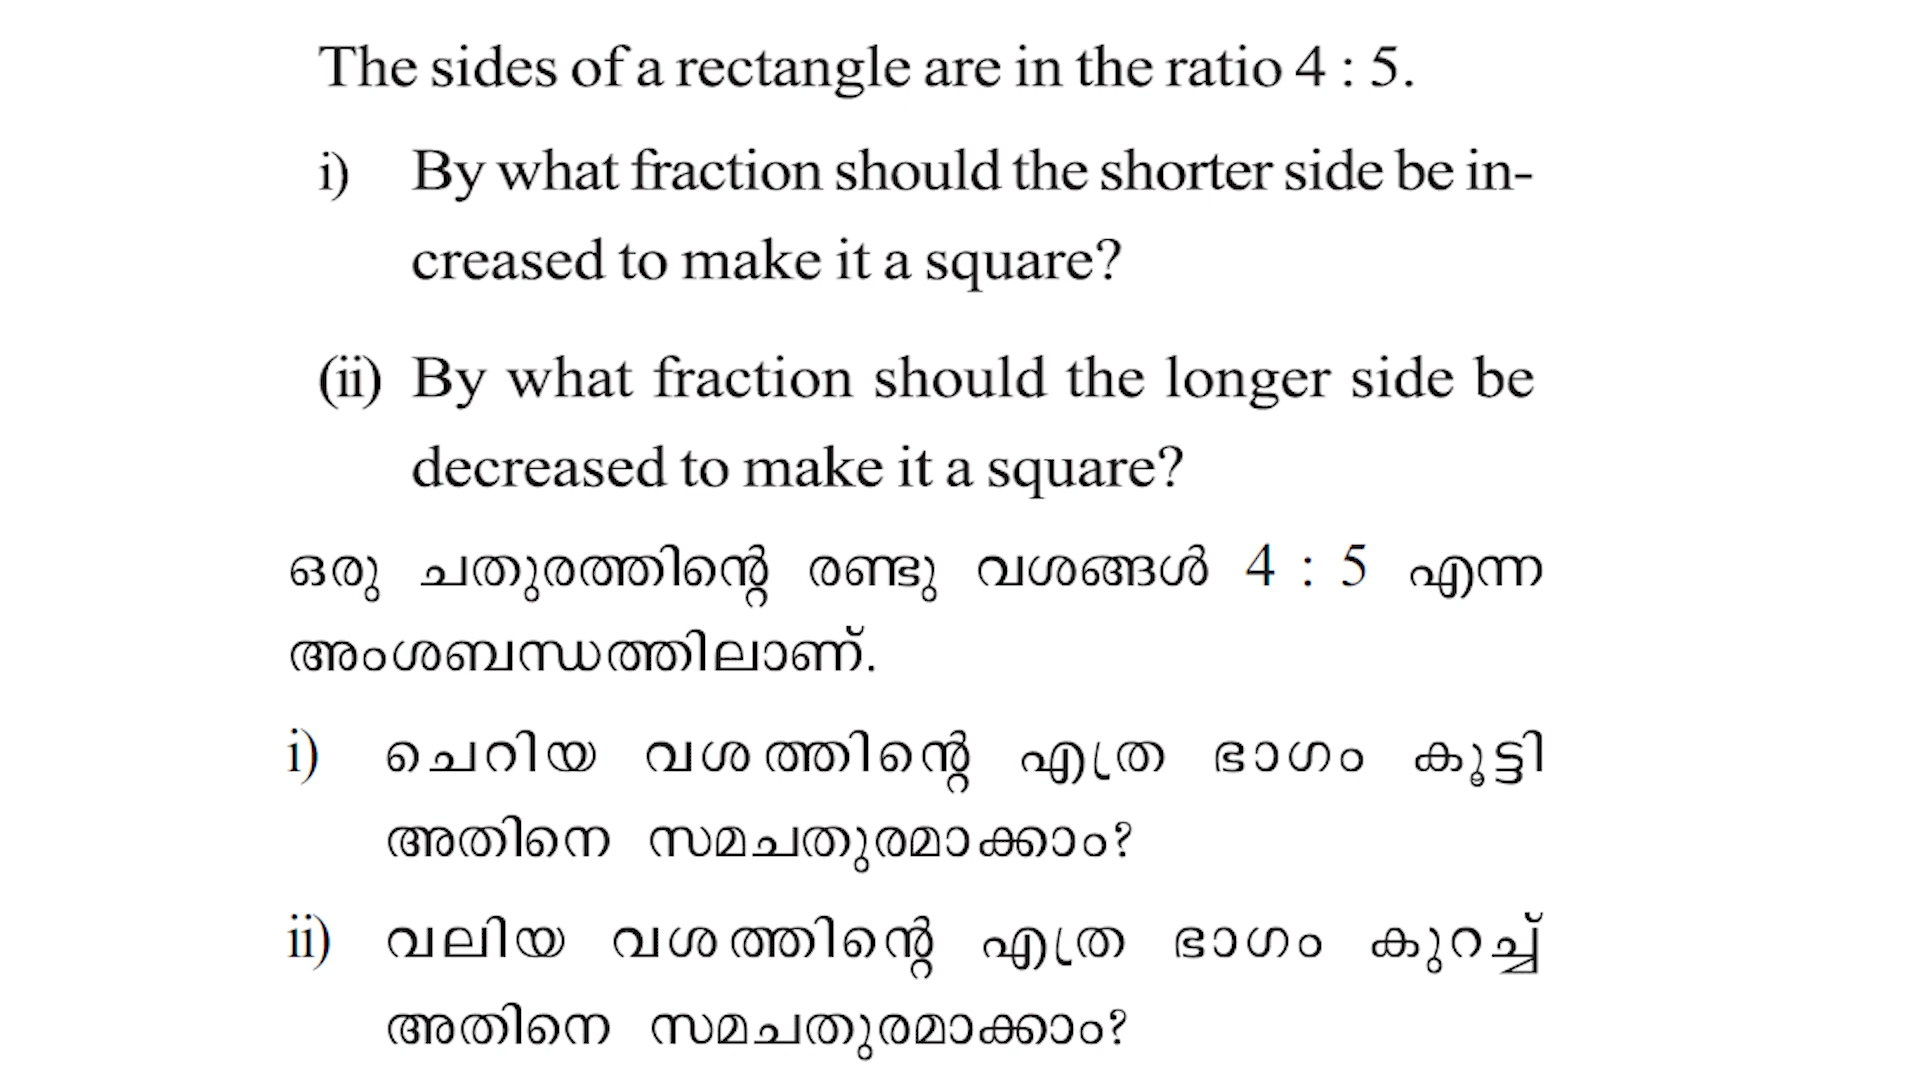 The sides of a rectangle are in the ratio 4 : 5.
i) By what fraction should the shorter side be in-
creased to make it a square?
(ii) By what fraction should the longer side be
decreased to make it a square?
ഒരു ചതുരത്തിന്റെ രണ്ടു വശങ്ങൾ 4 : 5 എന്ന
അംശബന്ധത്തിലാണ്.
i) ചെറിയ വശത്തിന്റെ എത്ര ഭാഗം കൂട്ടി
അതിനെ സമചതുരമാക്കാം?
ii) വലിയ വശത്തിന്റെ എത്ര ഭാഗം കുറച്ച്
അതിനെ സമചതുരമാക്കാം?